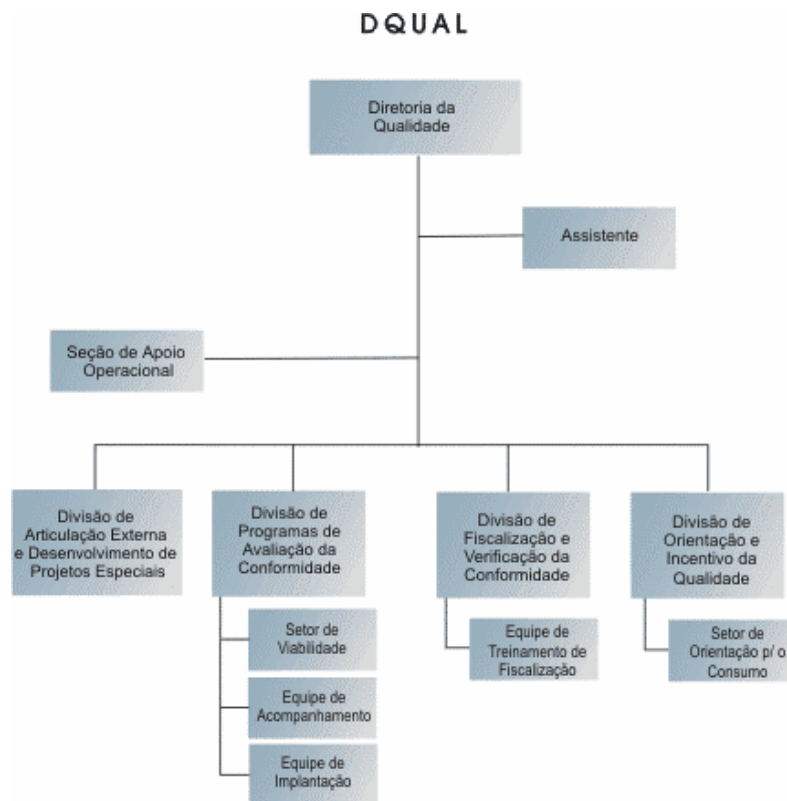 DQUAL
Diretoria da
Qualidade
Assistente
Seção de Apoio
Operacional
Divisão de
Articulação Externa
e Desenvolvimento de
Projetos Especiais
Divisão de
Programas de
Avaliação da
Conformidade
Setor de
Viabilidade
Equipe de
Acompanhamento
Equipe de
Implantação
Divisão de
Fiscalização e
Verificação da
Conformidade
Equipe de
Treinamento de
Fiscalização
Divisão de
Orientação e
Incentivo da
Qualidade
Setor de
Orientação p/ o
Consumo